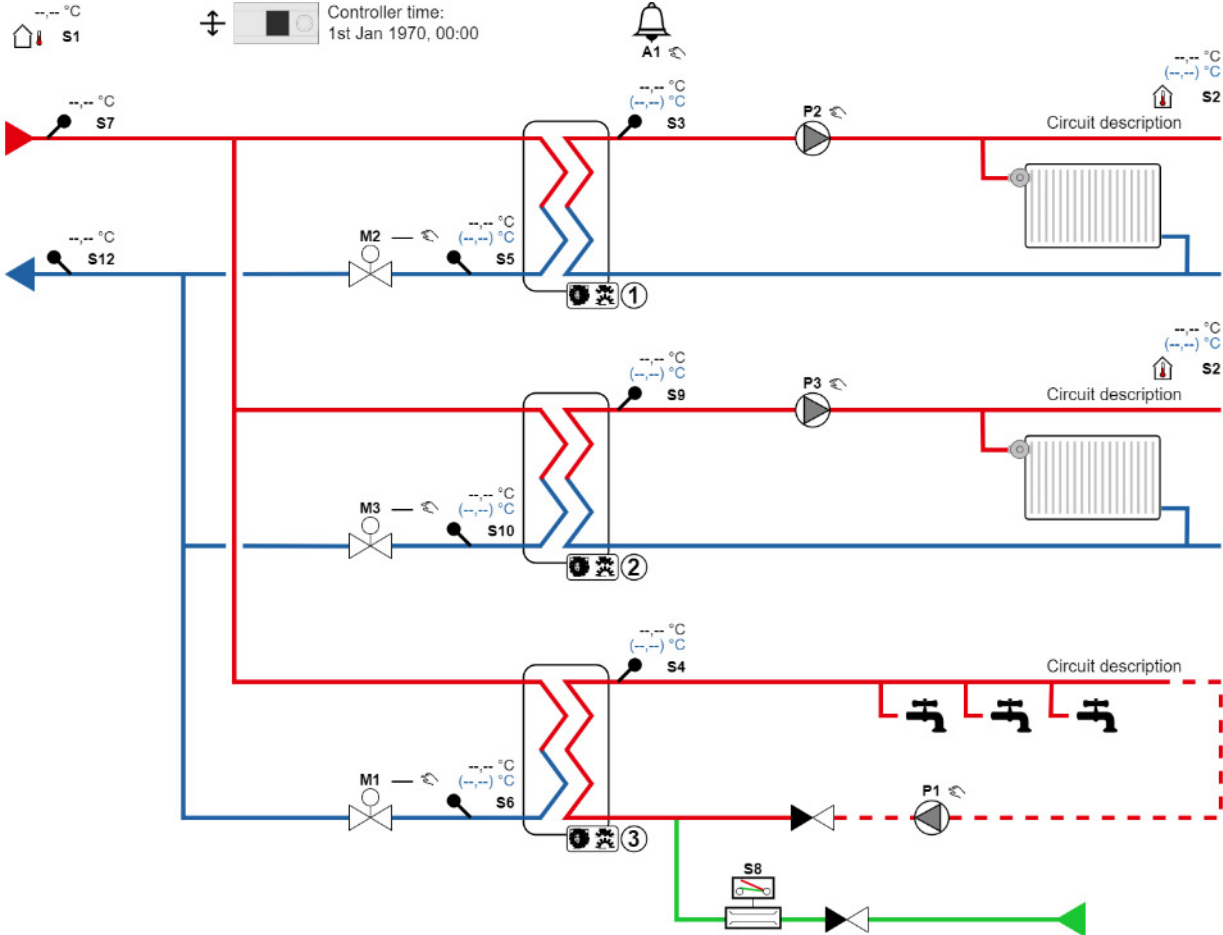 --,-- °C
S1
Controller time:
1st Jan 1970, 00:00
A1
--,-- °C
S7
--,-- °C
(--,--) °C
S3
P2
--,-- °C
(--,--) °C
S2
Circuit description
--,-- °C
S12
M2
--,-- °C
(--,--) °C
S5
1
--,-- °C
(--,--) °C
S9
P3
--,-- °C
(--,--) °C
S2
Circuit description
M3
--,-- °C
(--,--) °C
S10
2
--,-- °C
(--,--) °C
S4
Circuit description
M1
--,-- °C
(--,--) °C
S6
P1
3
S8